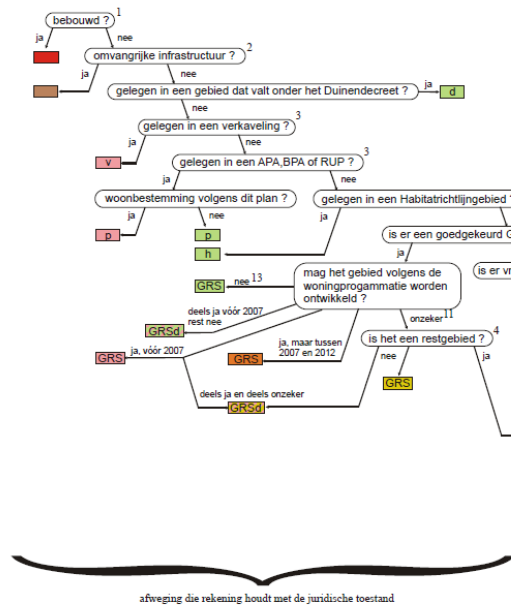 bebouwd ? 1
ja
nee
omvangrijke infrastructuur ? 2
ja
nee
gelegen in een gebied dat valt onder het Duinendecreet ?
ja
d
nee
gelegen in een verkaveling ? 3
ja
nee
v
gelegen in een APA,BPA of RUP ? 3
ja
nee
woonbestemming volgens dit plan ?
gelegen in een Habitatrichtlijngebied ?
ja
nee
ja
p
p
h
is er een goedgekeurd G
ja
GRS
nee 13
mag het gebied volgens de
woningprogammatie worden
ontwikkeld ?
is er vr
deels ja vóór 2007
rest nee
GRSd
onzeker 11
ja, maar tussen
2007 en 2012
is het een restgebied ? 4
GRS
ja, vóór 2007
GRS
nee
ja
GRS
deels ja en deels onzeker
GRSd
afweging die rekening houdt met de juridische toestand